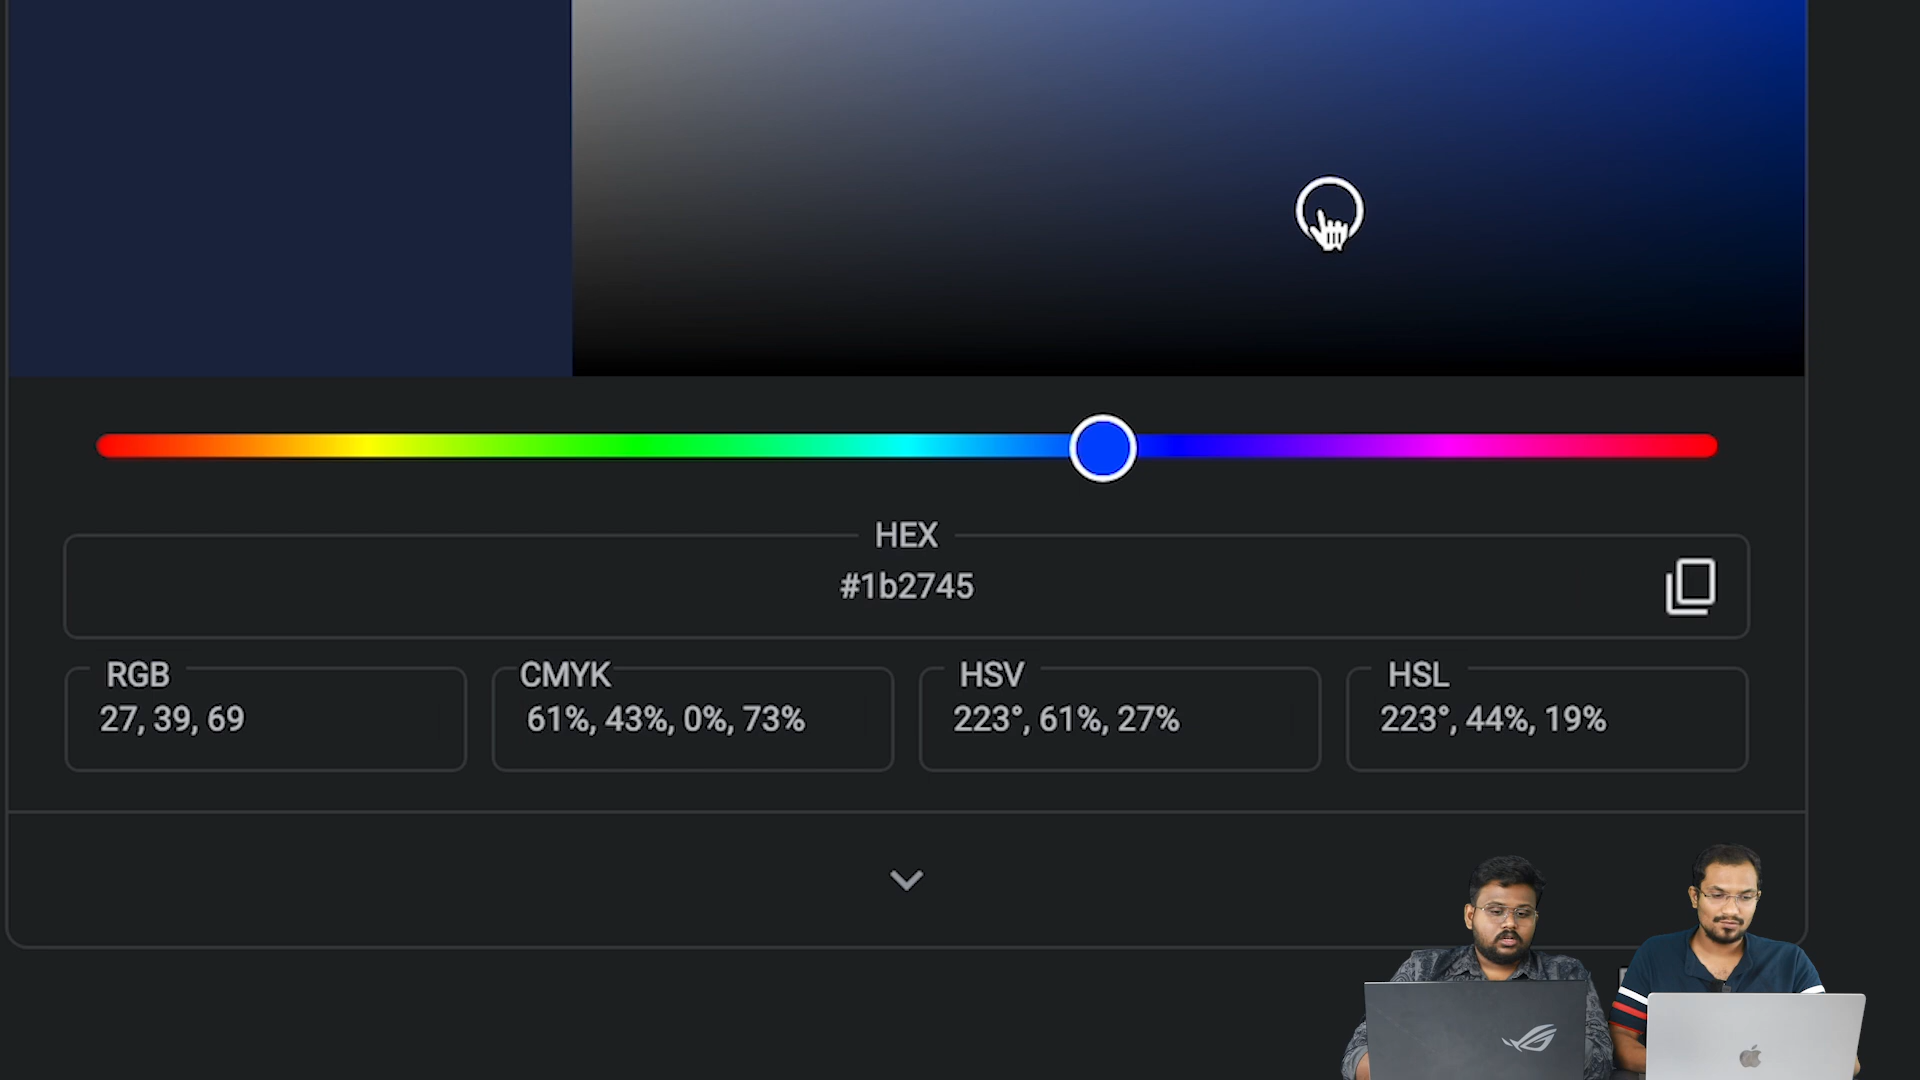 HEX
#1b2745
RGB
27, 39, 69
CMYK
61%, 43%, 0%, 73%
HSV
223°, 61%, 27%
HSL
223°, 44%, 19%